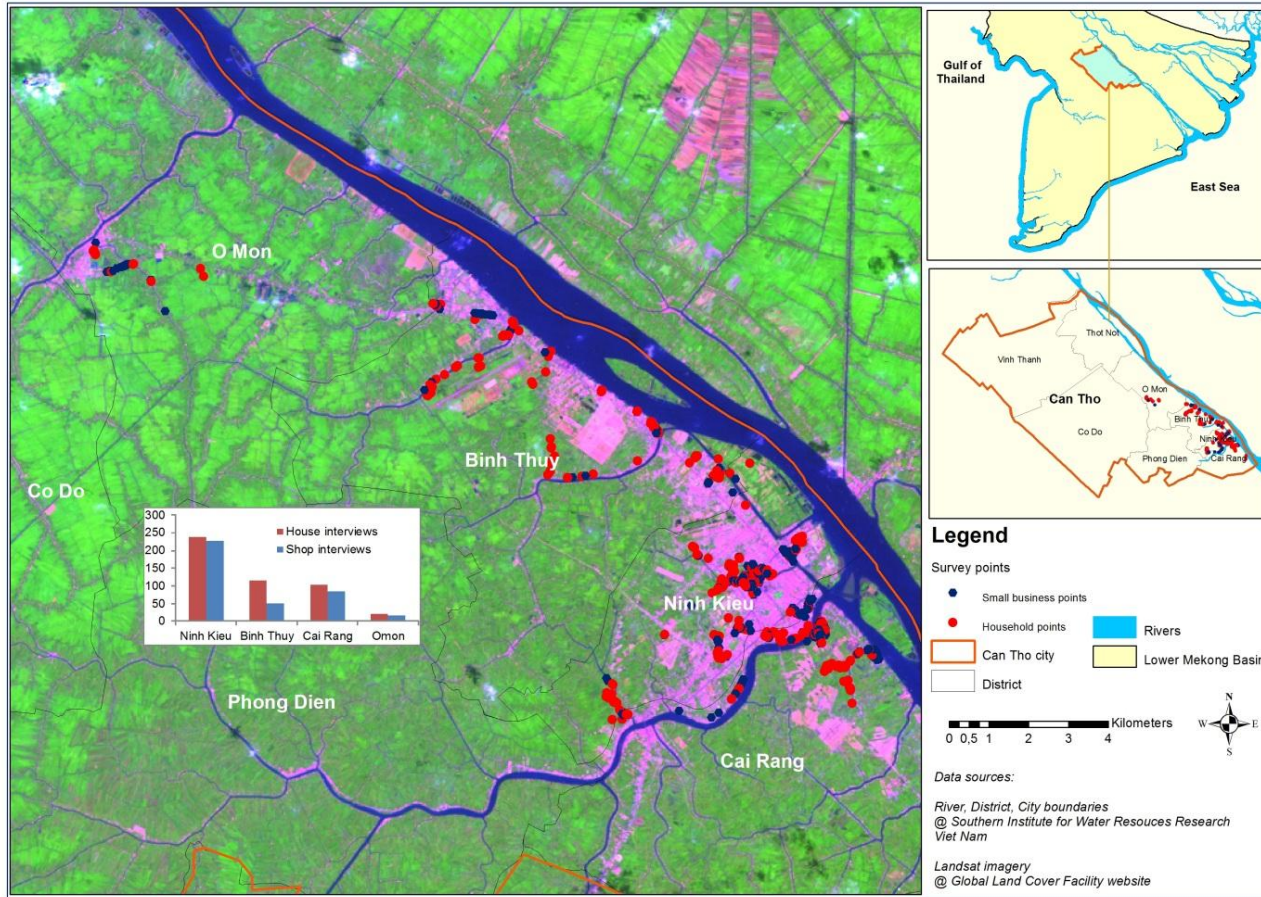 O Mon
Binh Thuy
Co Do
Ninh Kieu
Phong Dien
Cai Rang
300
250
200
150
100
50
0
House interviews
Shop interviews
Ninh Kieu Binh Thuy Cai Rang Omon
Gulf of
Thailand
East Sea
Thot Not
Vinh Thanh
O Mon
Can Tho
Binh Thuy
Co Do
Ninh Kieu
Phong Dien
Cai Rang
Legend
Survey points
Small business points
Household points
Can Tho city
District
Rivers
Lower Mekong Basin
Kilometers
0 0,5 1 2 3 4
N
W E
S
Data sources:
River, District, City boundaries
@ Southern Institute for Water Resouces Research
Viet Nam
Landsat imagery
@ Global Land Cover Facility website